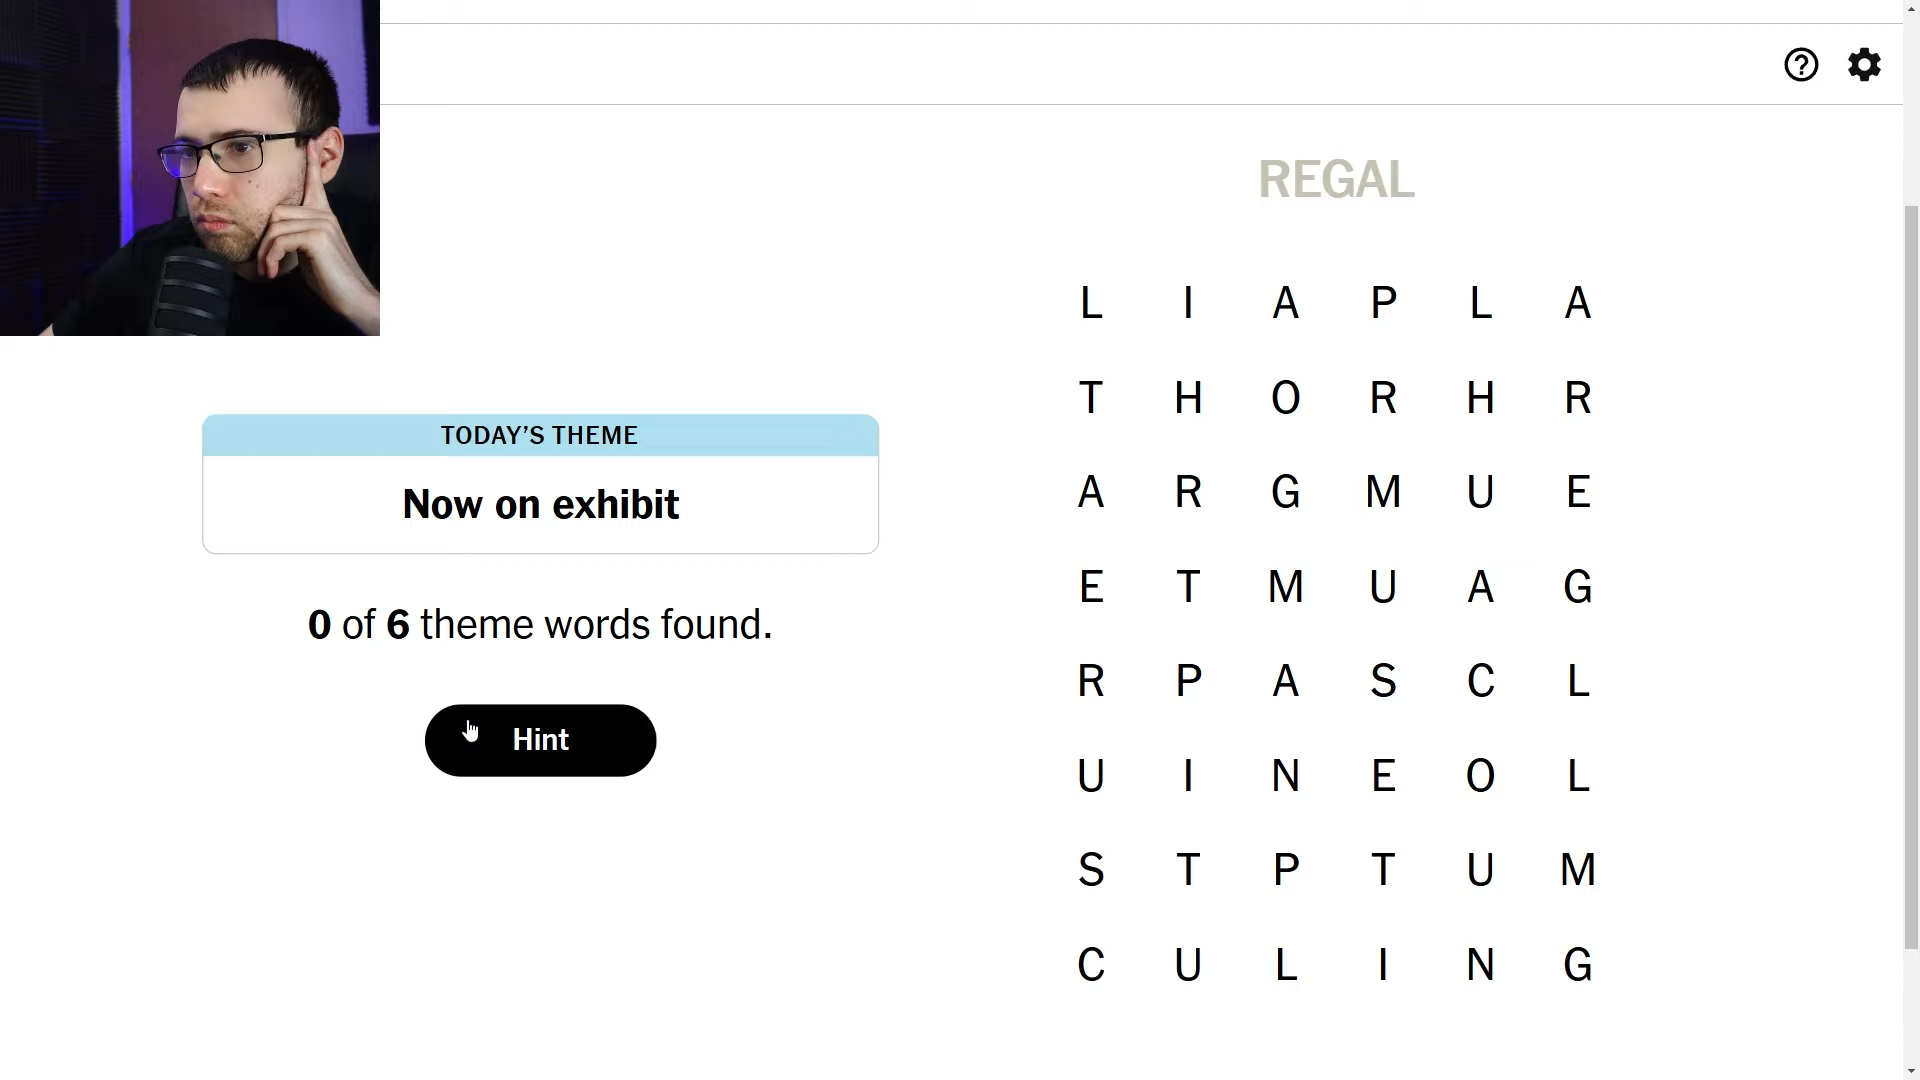 REGAL
L I A P L A
T H O R H R
A R G M U E
E T M U A G
R P A S C L
U I N E O L
S T P T U M
C U L I N G
TODAY'S THEME
Now on exhibit
0 of 6 theme words found.
Hint